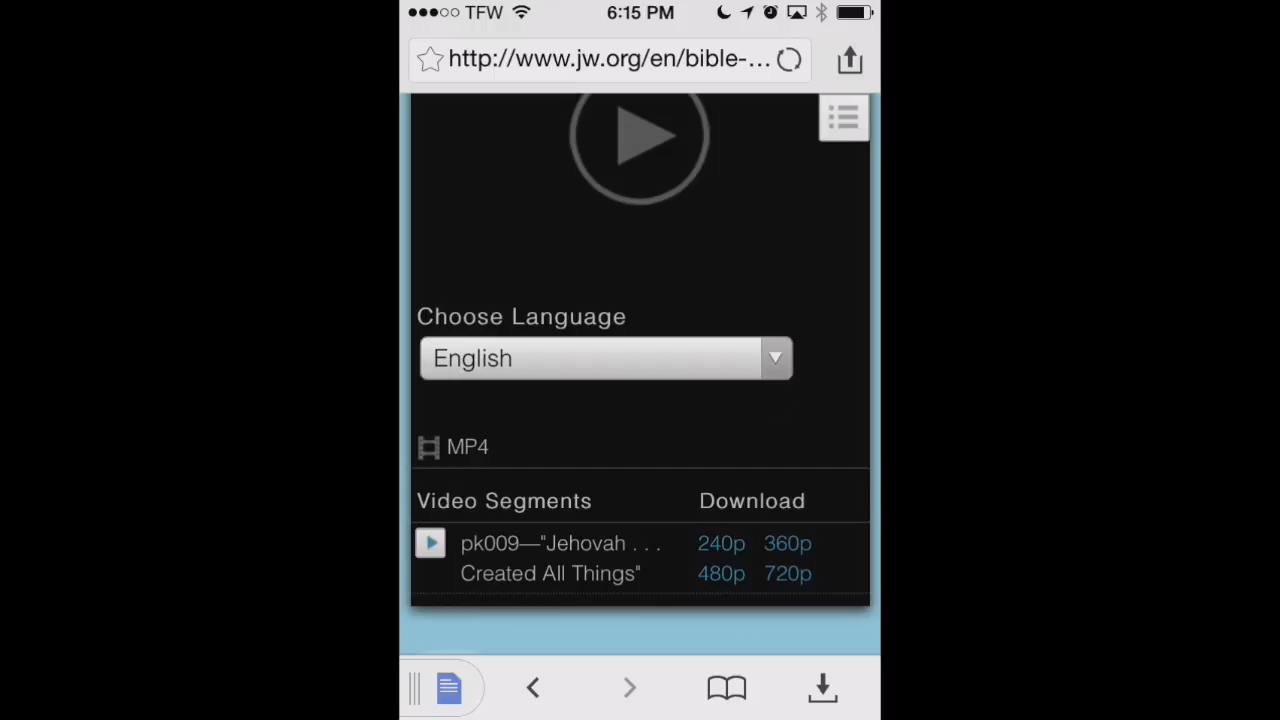 TFW 6:15 PM
http://www.jw.org/en/bible-...
Choose Language
English
MP4
Video Segments Download
pk009—"Jehovah . . . 240p 360p
Created All Things" 480p 720p